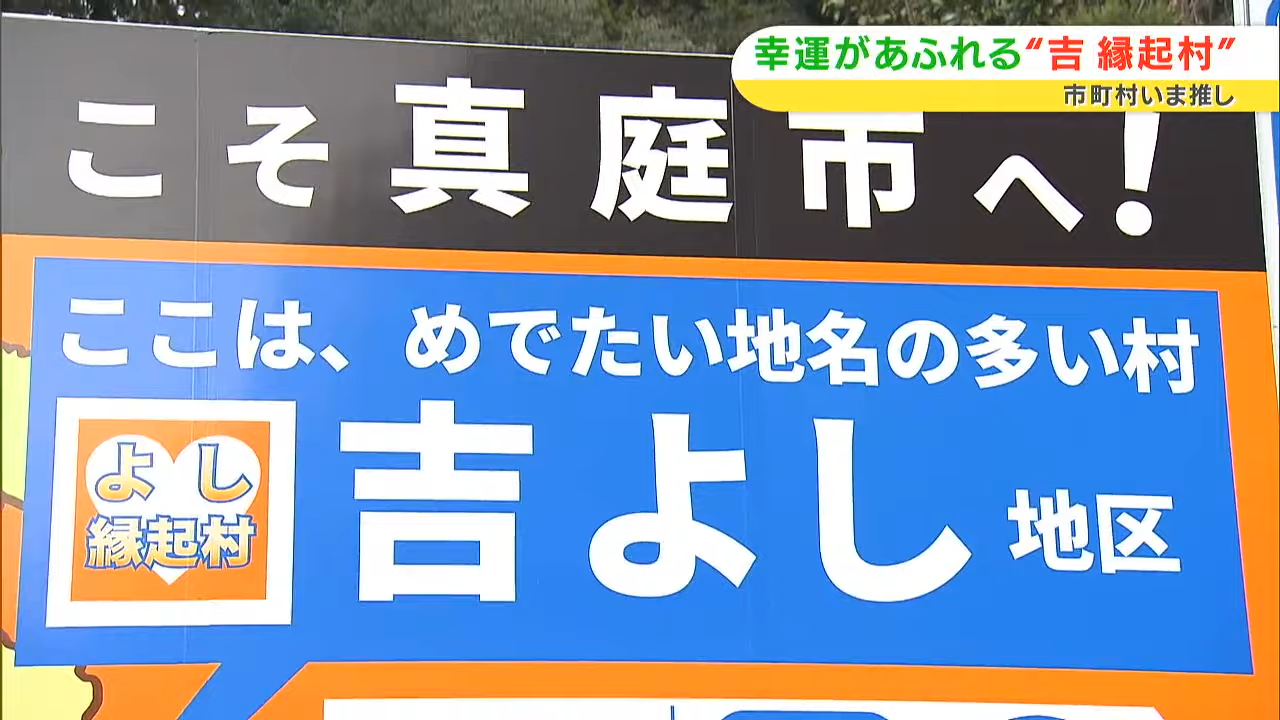 幸運があふれる“吉 縁起村”
市町村いま推し
こそ真庭市へ!
ここは、めでたい地名の多い村
よし
縁起村
吉よし地区